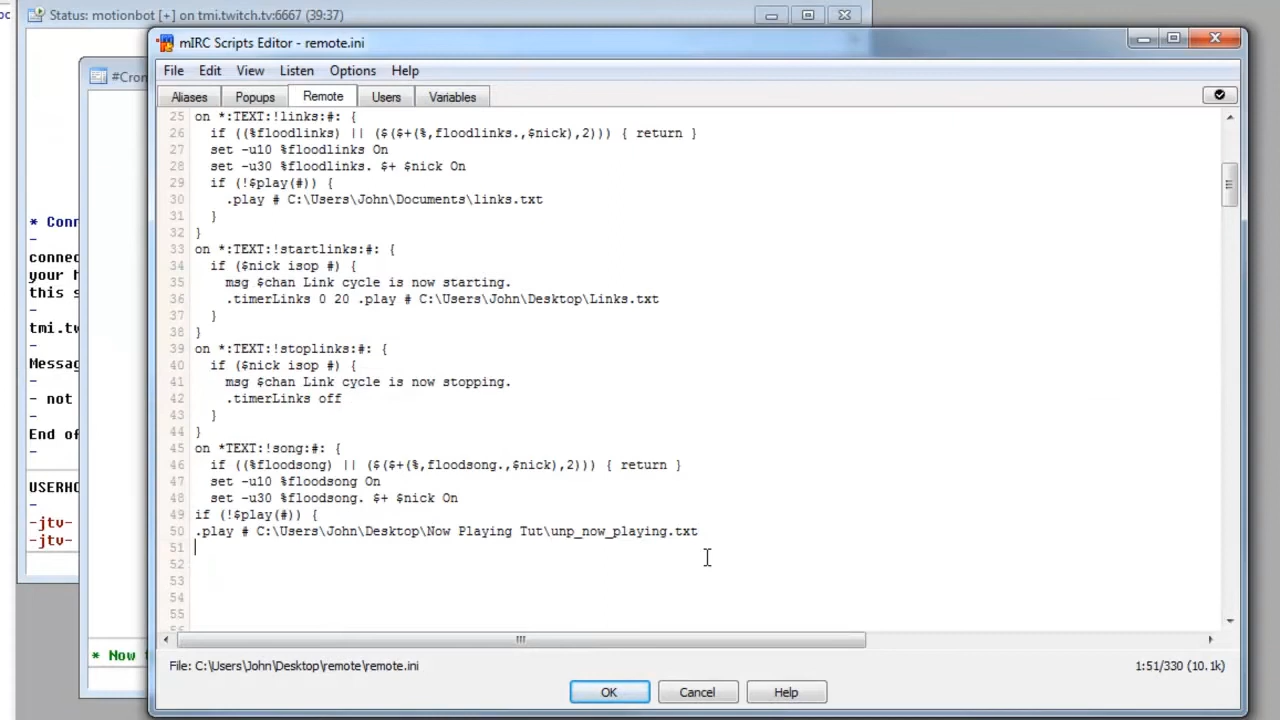 Status: motionbot [+] on tmi.twitch.tv:6667 (39:37)
mIRC Scripts Editor - remote.ini
#Cron
File Edit View Listen Options Help
Aliases Popups Remote Users Variables
25 on *:TEXT:!links:#: {
26 if ((%floodlinks) || ($($+(%,floodlinks.,$nick),2))) { return }
27 set -u10 %floodlinks On
28 set -u30 %floodlinks. $+ $nick On
29 if (!$play(#)) {
30 .play # C:\Users\John\Documents\links.txt
31 }
32 }
33 on *:TEXT:!startlinks:#: {
34 if ($nick isop #) {
35 msg $chan Link cycle is now starting.
36 .timerLinks 0 20 .play # C:\Users\John\Desktop\Links.txt
37 }
38 }
39 on *:TEXT:!stoplinks:#: {
40 if ($nick isop #) {
41 msg $chan Link cycle is now stopping.
42 .timerLinks off
43 }
44 }
45 on *TEXT:!song:#: {
46 if ((%floodsong) || ($($+(%,floodsong.,$nick),2))) { return }
47 set -u10 %floodsong On
48 set -u30 %floodsong. $+ $nick On
49 if (!$play(#)) {
50 .play # C:\Users\John\Desktop\Now Playing Tut\unp_now_playing.txt
51
52
53
54
55
* Conn
-
connec
your h
this s
-
tmi.tw
-
Messag
-
- not
-
End of
-
USERHO
-
-jtv-
-jtv-
* Now
File: C:\Users\John\Desktop\remote\remote.ini
1:51/330 (10.1k)
OK Cancel Help